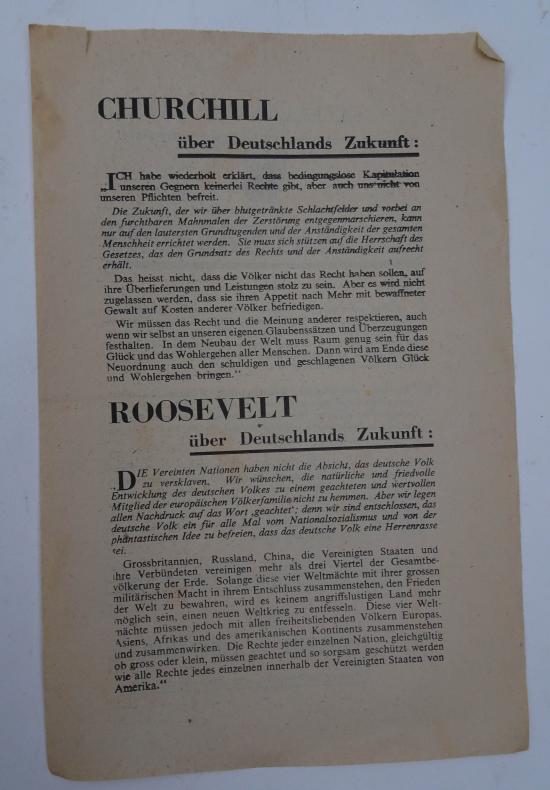 CHURCHILL
über Deutschlands Zukunft:
„ICH habe wiederholt erklärt, dass bedingungslose Kapitulation
unseren Gegnern keinerlei Rechte gibt, aber auch uns nicht von
unseren Pflichten befreit.
Die Zukunft, der wir über blutgetränkte Schlachtfelder und vorbei an
den furchtbaren Mahnmalen der Zerstörung entgegenmarschieren, kann
nur auf den lautersten Grundtugenden und der Anständigkeit der gesamten
Menschheit errichtet werden. Sie muss sich stützen auf die Herrschaft des
Gesetzes, das den Grundsatz des Rechts und der Anständigkeit aufrecht
erhält.
Das heisst nicht, dass die Völker nicht das Recht haben sollen, auf
ihre Überlieferungen und Leistungen stolz zu sein. Aber es wird nicht
zugelassen werden, dass sie ihren Appetit nach Mehr mit bewaffneter
Gewalt auf Kosten anderer Völker befriedigen.
Wir müssen das Recht und die Meinung anderer respektieren, auch
wenn wir selbst an unseren eigenen Glaubenssätzen und Überzeugungen
festhalten. In dem Neubau der Welt muss Raum genug sein für das
Glück und das Wohlergehen aller Menschen. Dann wird am Ende diese
Neuordnung auch den schuldigen und geschlagenen Völkern Glück
und Wohlergehen bringen."
ROOSEVELT
über Deutschlands Zukunft:
„DIE Vereinten Nationen haben nicht die Absicht, das deutsche Volk
zu versklaven. Wir wünschen, die natürliche und friedvolle
Entwicklung des deutschen Volkes zu einem geachteten und wertvollen
Mitglied der europäischen Völkerfamilie nicht zu hemmen. Aber wir legen
allen Nachdruck auf das Wort ‚geachtet'; denn wir sind entschlossen, das
deutsche Volk ein für alle Mal vom Nationalsozialismus und von der
phäntastischen Idee zu befreien, dass das deutsche Volk eine Herrenrasse
sei.
Grossbritannien, Russland, China, die Vereinigten Staaten und
ihre Verbündeten vereinigen mehr als drei Viertel der Gesamtbe-
völkerung der Erde. Solange diese vier Weltmächte mit ihrer grossen
militärischen Macht in ihrem Entschluss zusammenstehen, den Frieden
der Welt zu bewahren, wird es keinem angriffslustigen Land mehr
möglich sein, einen neuen Weltkrieg zu entfesseln. Diese vier Welt-
mächte müssen jedoch mit allen freiheitsliebenden Völkern Europas,
Asiens, Afrikas und des amerikanischen Kontinents zusammenstehen
und zusammenwirken. Die Rechte jeder einzelnen Nation, gleichgültig
ob gross oder klein, müssen geachtet und so sorgsam geschützt werden
wie alle Rechte jedes einzelnen innerhalb der Vereinigten Staaten von
Amerika."